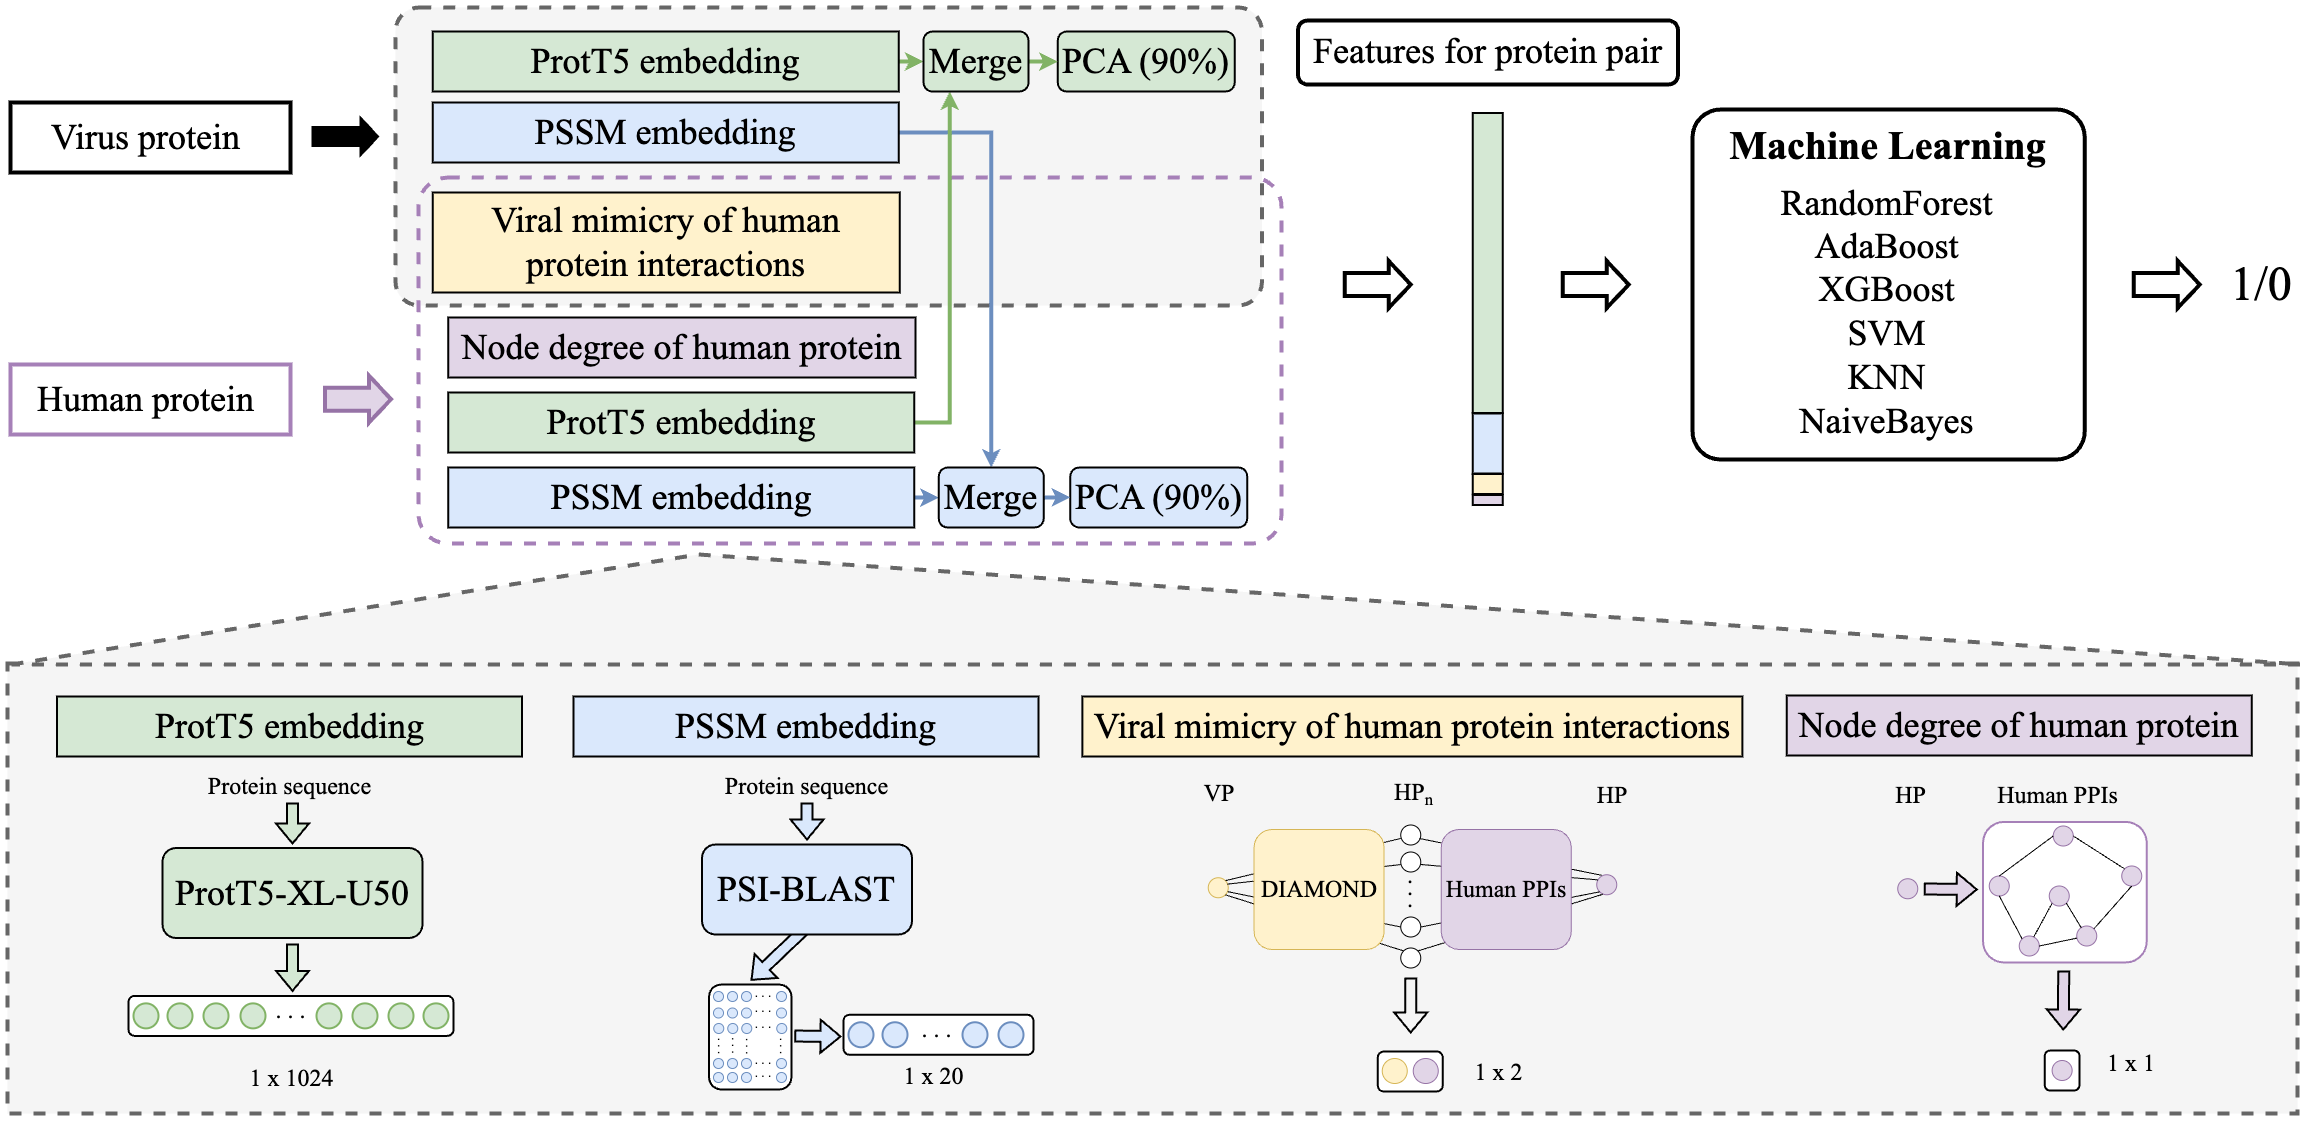 ProtT5 embedding
Merge
PCA (90%)
Features for protein pair
Virus protein
PSSM embedding
Viral mimicry of human
protein interactions
Node degree of human protein
Human protein
ProtT5 embedding
PSSM embedding
Merge
PCA (90%)
Machine Learning
RandomForest
AdaBoost
XGBoost
SVM
KNN
NaiveBayes
1/0
ProtT5 embedding
Protein sequence
ProtT5-XL-U50
1 x 1024
PSSM embedding
Protein sequence
PSI-BLAST
1 x 20
Viral mimicry of human protein interactions
VP
HPn
HP
DIAMOND
Human PPIs
1 x 2
Node degree of human protein
HP
Human PPIs
1 x 1